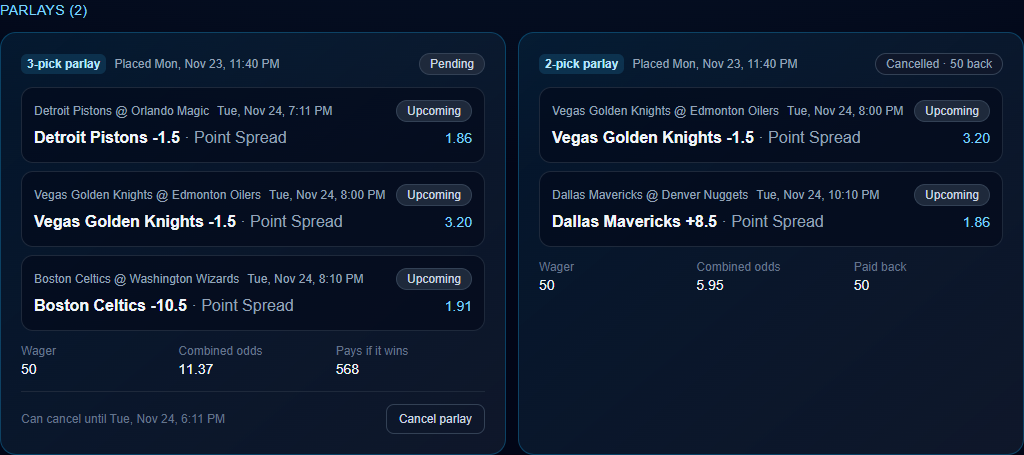 PARLAYS (2)
3-pick parlay Placed Mon, Nov 23, 11:40 PM Pending
Detroit Pistons @ Orlando Magic Tue, Nov 24, 7:11 PM Upcoming
Detroit Pistons -1.5 · Point Spread 1.86
Vegas Golden Knights @ Edmonton Oilers Tue, Nov 24, 8:00 PM Upcoming
Vegas Golden Knights -1.5 · Point Spread 3.20
Boston Celtics @ Washington Wizards Tue, Nov 24, 8:10 PM Upcoming
Boston Celtics -10.5 · Point Spread 1.91
Wager Combined odds Pays if it wins
50 11.37 568
Can cancel until Tue, Nov 24, 6:11 PM Cancel parlay
2-pick parlay Placed Mon, Nov 23, 11:40 PM Cancelled · 50 back
Vegas Golden Knights @ Edmonton Oilers Tue, Nov 24, 8:00 PM Upcoming
Vegas Golden Knights -1.5 · Point Spread 3.20
Dallas Mavericks @ Denver Nuggets Tue, Nov 24, 10:10 PM Upcoming
Dallas Mavericks +8.5 · Point Spread 1.86
Wager Combined odds Paid back
50 5.95 50